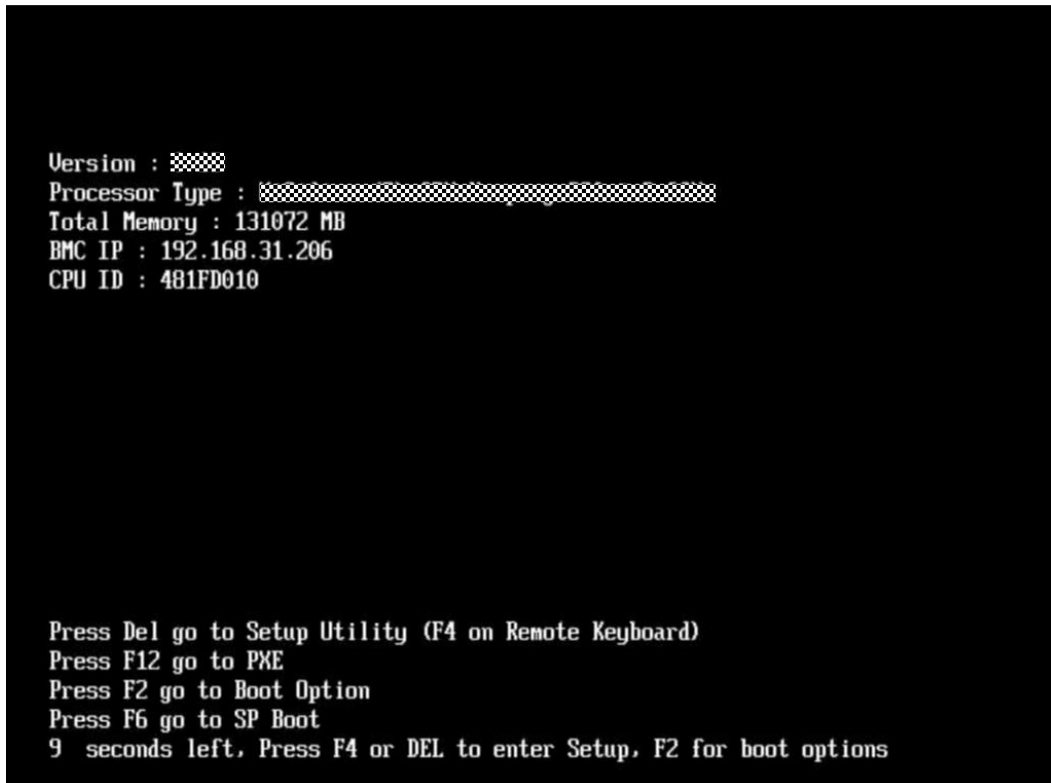 Version :
Processor Type :
Total Memory : 131072 MB
BMC IP : 192.168.31.206
CPU ID : 481FD010
Press Del go to Setup Utility (F4 on Remote Keyboard)
Press F12 go to PXE
Press F2 go to Boot Option
Press F6 go to SP Boot
9 seconds left, Press F4 or DEL to enter Setup, F2 for boot options